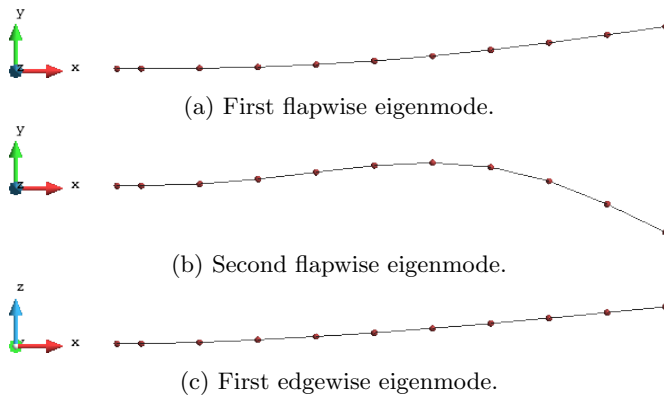 y
z x
(a) First flapwise eigenmode.
y
z x
(b) Second flapwise eigenmode.
z
x
(c) First edgewise eigenmode.